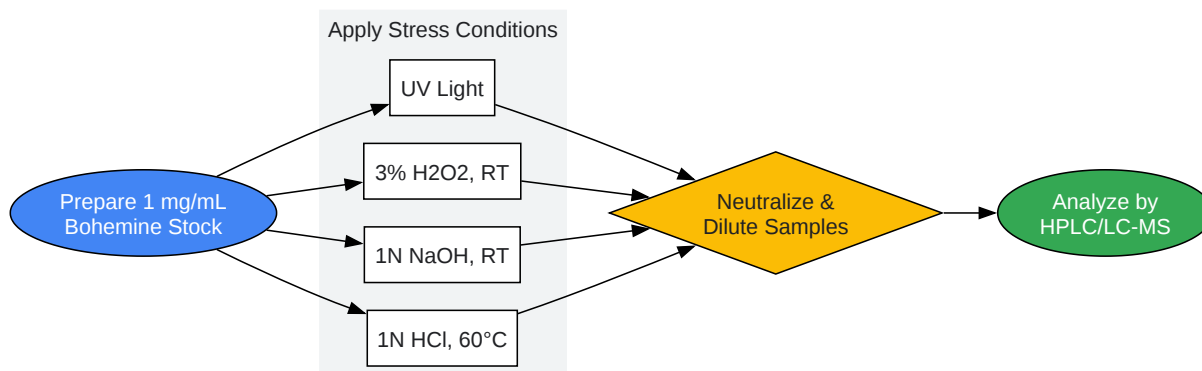 Apply Stress Conditions
UV Light
3% H2O2, RT
Prepare 1 mg/mL
Bohemine Stock
1N NaOH, RT
1N HCl, 60°C
Neutralize &
Dilute Samples
Analyze by
HPLC/LC-MS